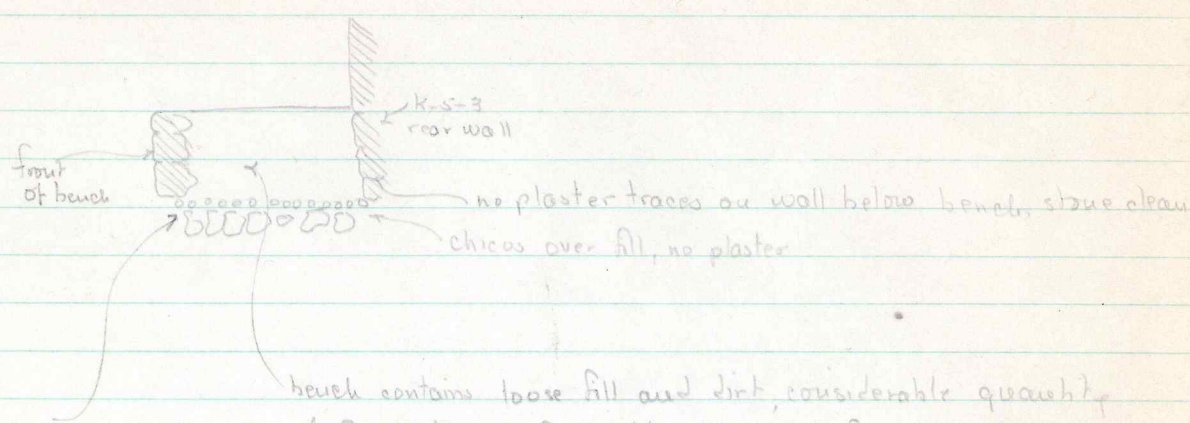 K-5-3
rear wall
front
of bench
no plaster traces on wall below bench, stone clean
chicos over fill, no plaster
bench contains loose fill and dirt, considerable quantity